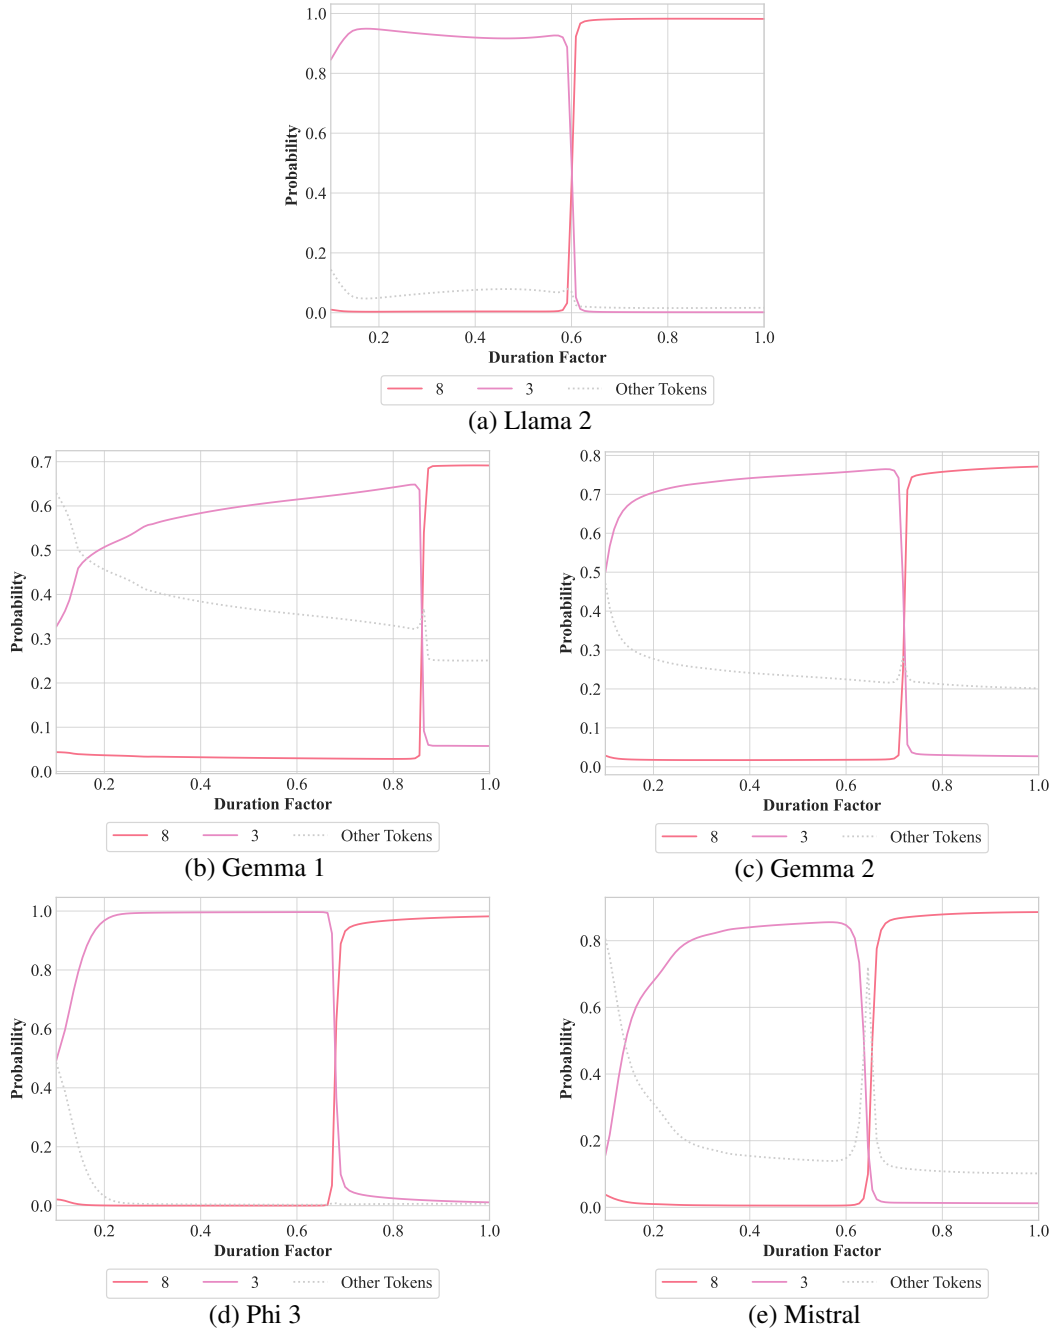 1.0
0.8
0.6
0.4
0.2
0.0
Probability
0.2 0.4 0.6 0.8 1.0
Duration Factor
8 3 Other Tokens
(a) Llama 2
0.7
0.6
0.5
0.4
0.3
0.2
0.1
0.0
Probability
0.2 0.4 0.6 0.8 1.0
Duration Factor
8 3 Other Tokens
(b) Gemma 1
0.8
0.7
0.6
0.5
0.4
0.3
0.2
0.1
0.0
Probability
0.2 0.4 0.6 0.8 1.0
Duration Factor
8 3 Other Tokens
(c) Gemma 2
1.0
0.8
0.6
0.4
0.2
0.0
Probability
0.2 0.4 0.6 0.8 1.0
Duration Factor
8 3 Other Tokens
(d) Phi 3
0.8
0.6
0.4
0.2
0.0
Probability
0.2 0.4 0.6 0.8 1.0
Duration Factor
8 3 Other Tokens
(e) Mistral